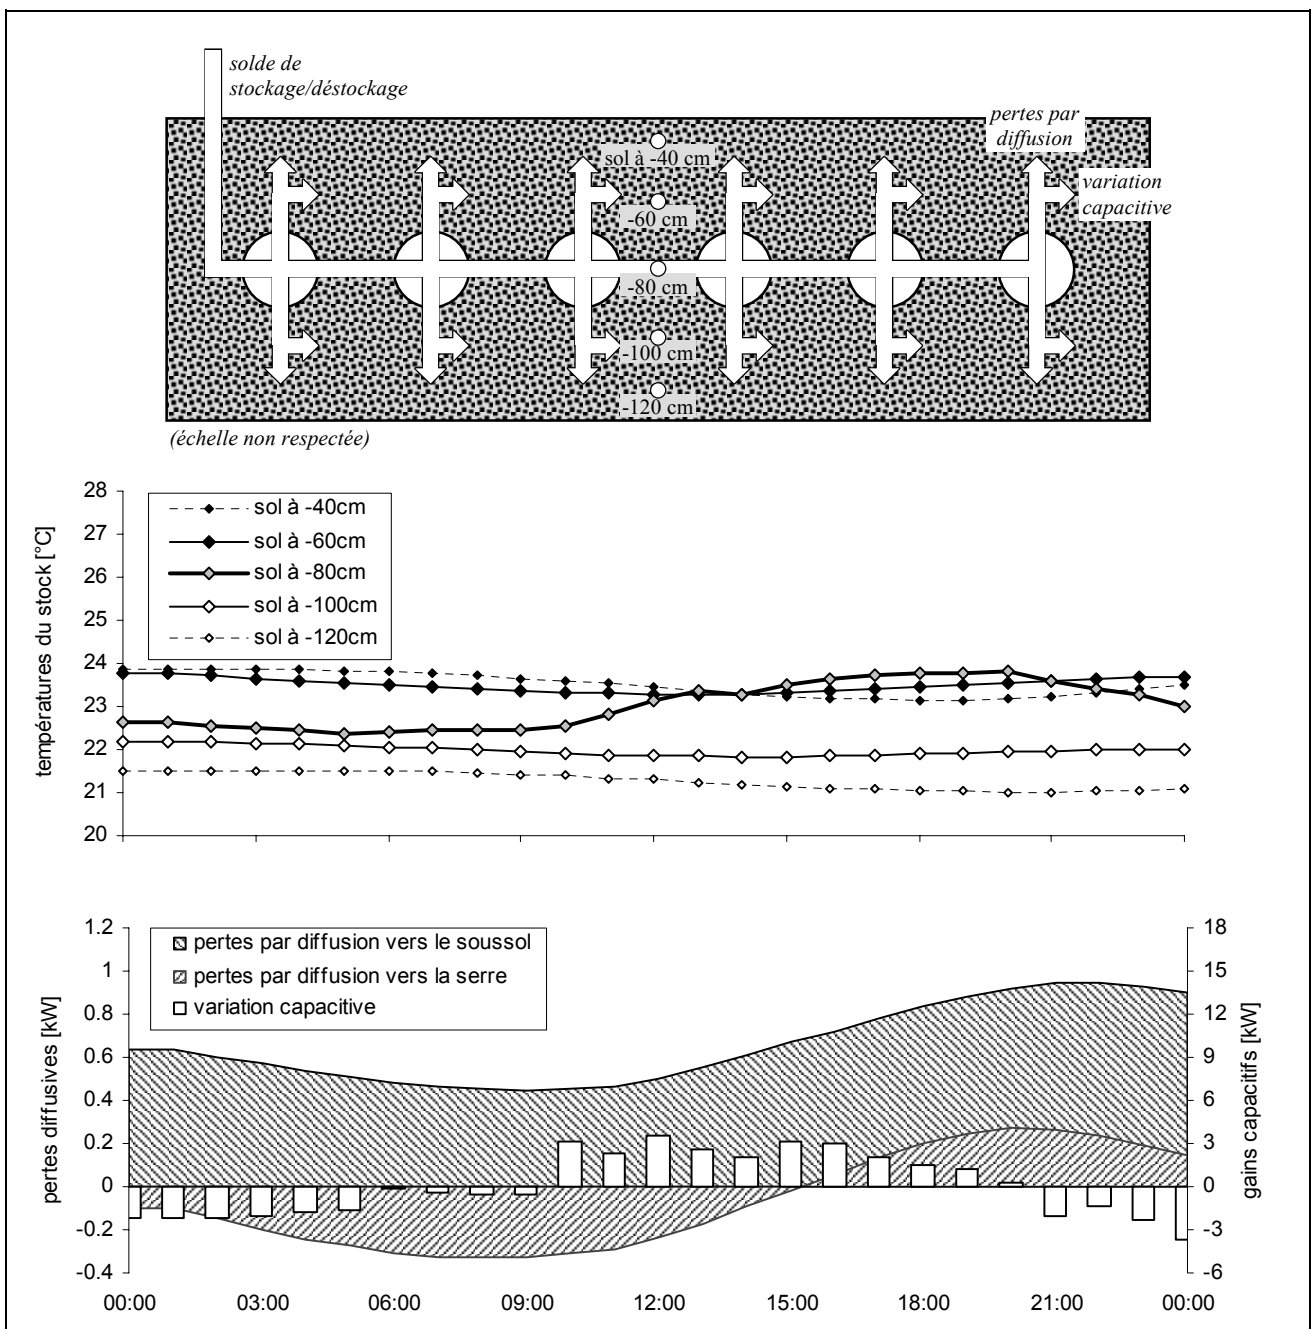 solde de
stockage/déstockage
pertes par
diffusion
variation
capacitive
sol à -40 cm
-60 cm
-80 cm
-100 cm
-120 cm
(échelle non respectée)
températures du stock [°C]
28
27
26
25
24
23
22
21
20
sol à -40cm
sol à -60cm
sol à -80cm
sol à -100cm
sol à -120cm
pertes diffusives [kW]
1.2
1
0.8
0.6
0.4
0.2
0
-0.2
-0.4
pertes par diffusion vers le soussol
pertes par diffusion vers la serre
variation capacitive
18
15
12
9
6
3
0
-3
-6
gains capacitifs [kW]
00:00 03:00 06:00 09:00 12:00 15:00 18:00 21:00 00:00